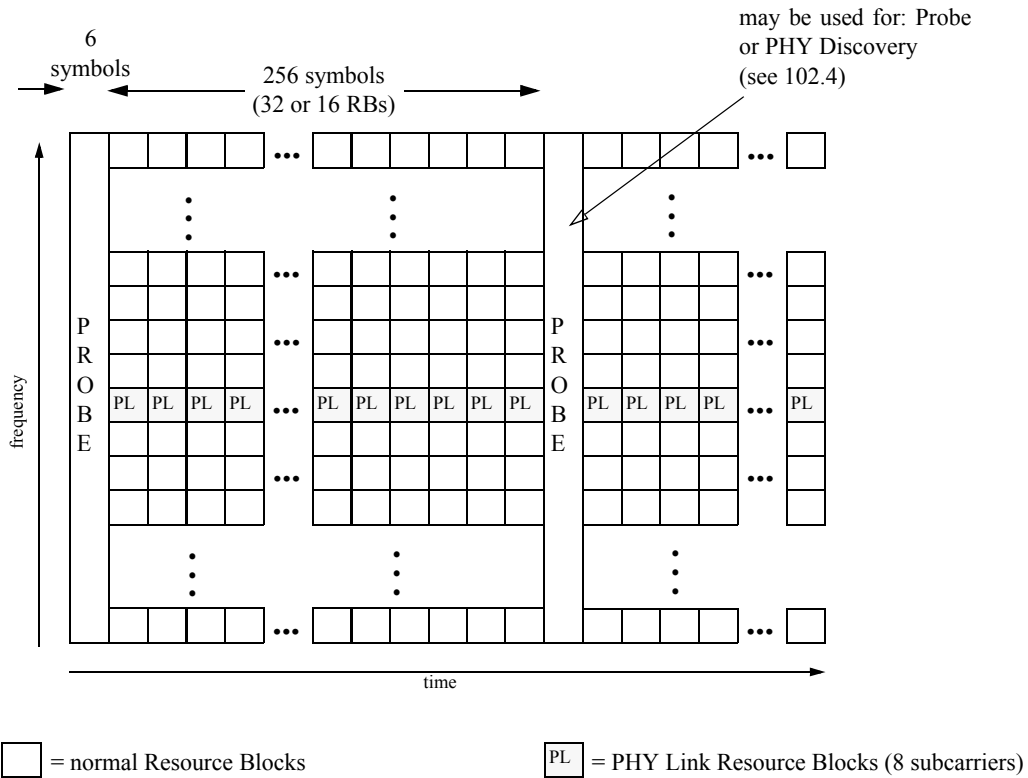 may be used for: Probe
or PHY Discovery
(see 102.4)
6
symbols
256 symbols
(32 or 16 RBs)
•••
•••
•••
•••
•••
•••
P
R
O
B
E
P
R
O
B
E
frequency
PL PL PL PL ••• PL PL PL PL PL PL PL PL PL PL ••• PL
•••
•••
•••
•••
time
= normal Resource Blocks
PL = PHY Link Resource Blocks (8 subcarriers)